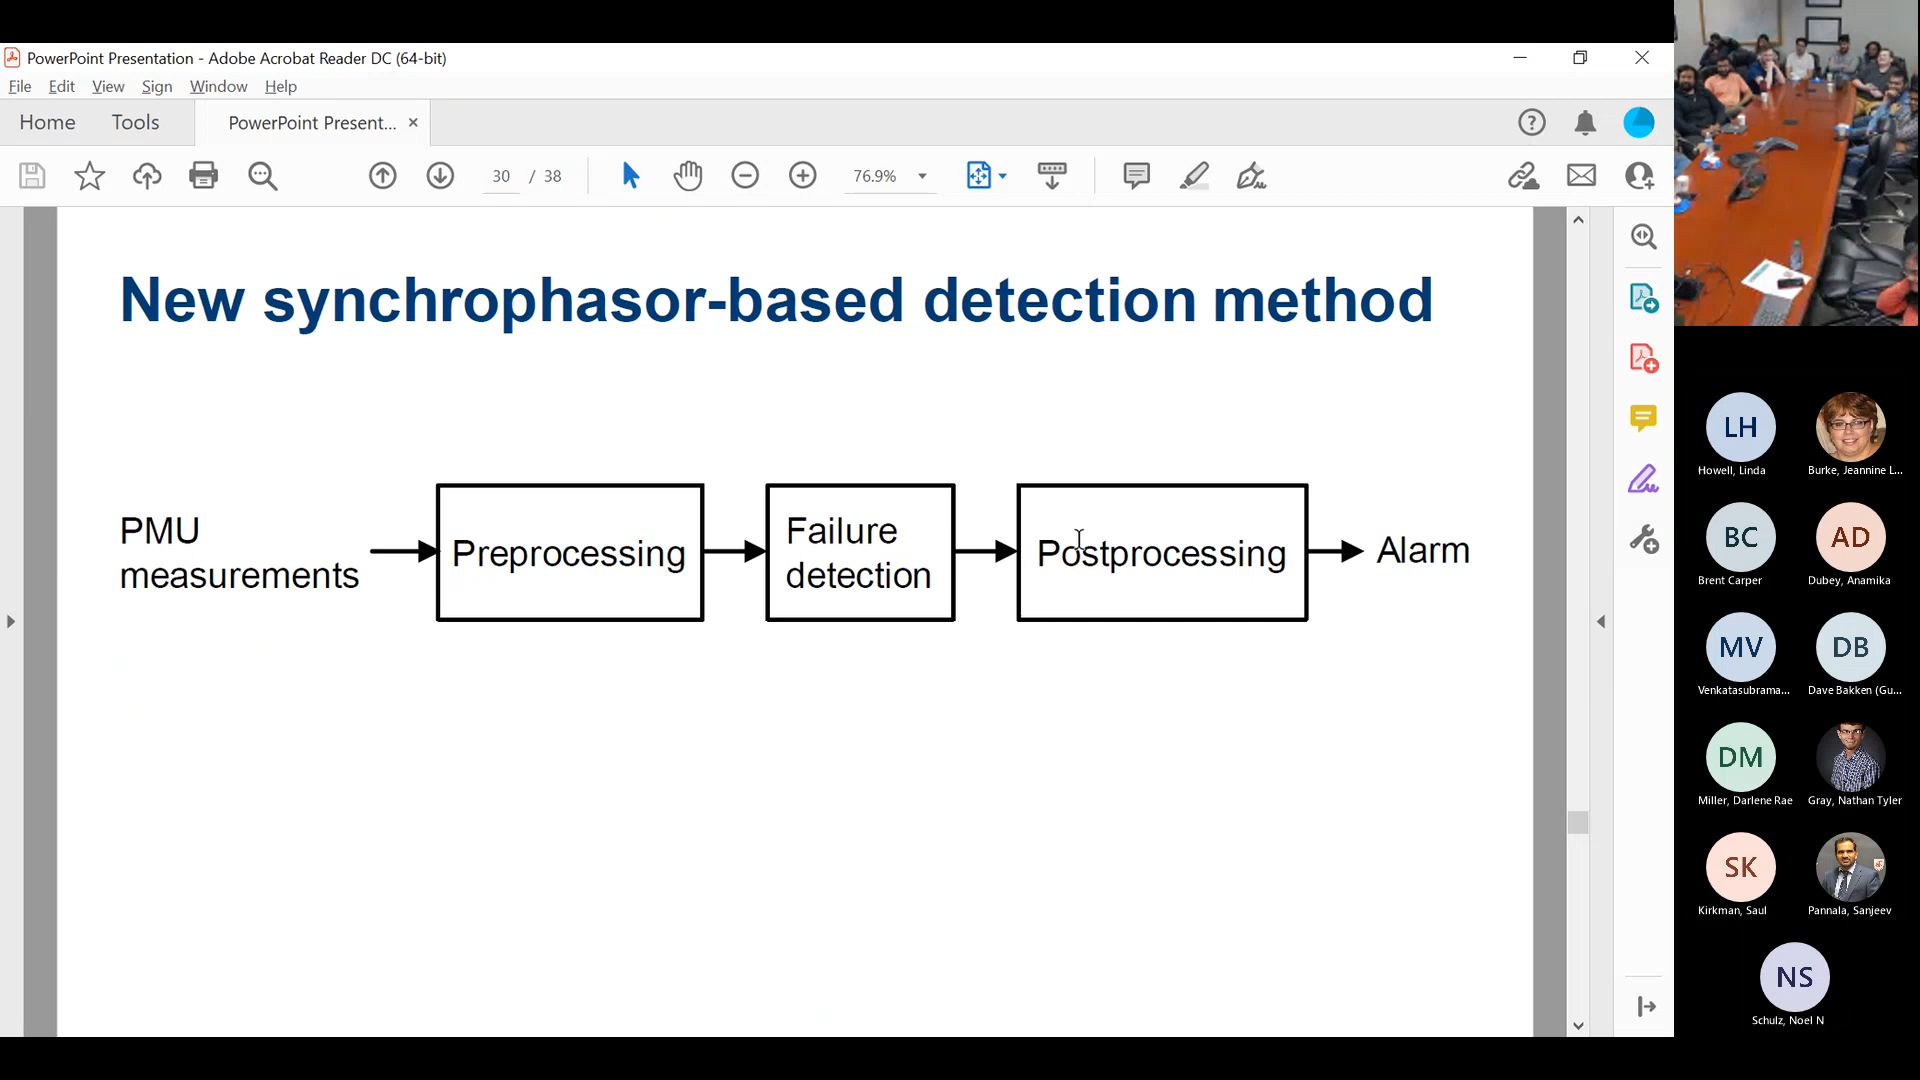 PowerPoint Presentation - Adobe Acrobat Reader DC (64-bit)
File Edit View Sign Window Help
Home Tools PowerPoint Present... ×
30 / 38 76.9%
New synchrophasor-based detection method
PMU
measurements
Preprocessing
Failure
detection
Postprocessing
Alarm
LH
Howell, Linda
Burke, Jeannine L...
BC
Brent Carper
AD
Dubey, Anamika
MV
Venkatasubrama...
DB
Dave Bakken (Gu...
DM
Miller, Darlene Rae
Gray, Nathan Tyler
SK
Kirkman, Saul
Pannala, Sanjeev
NS
Schulz, Noel N